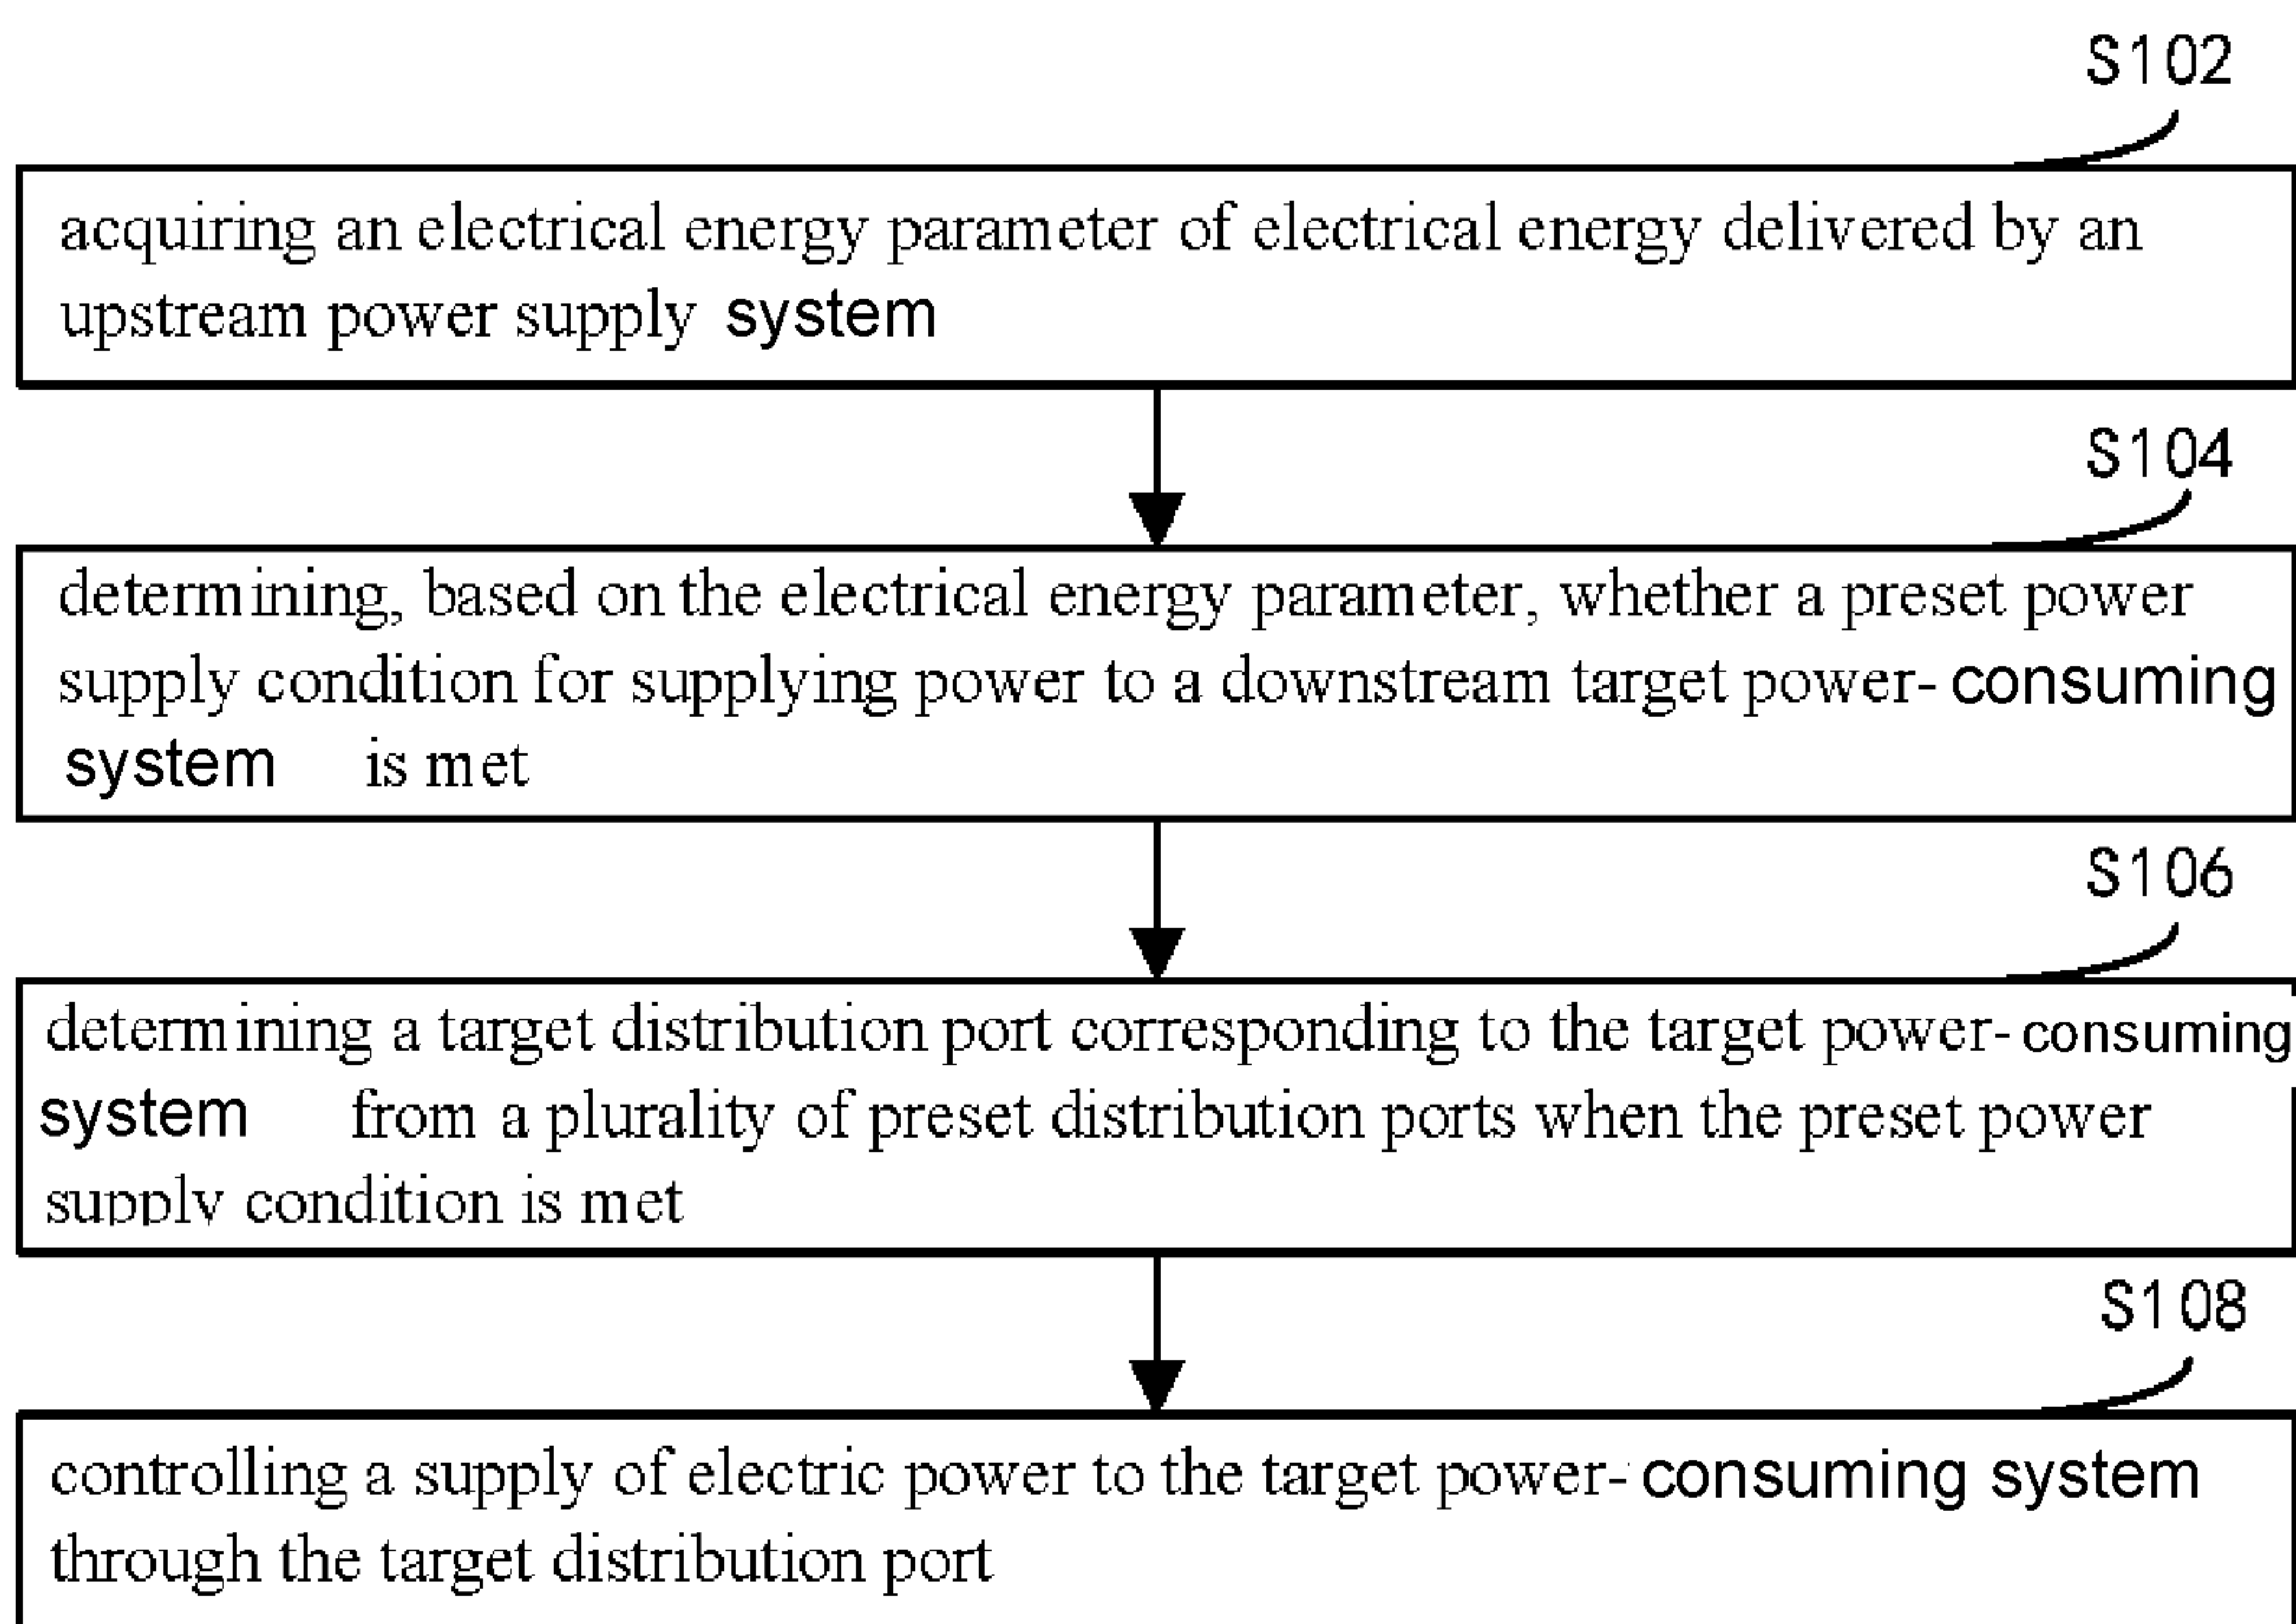 S102
acquiring an electrical energy parameter of electrical energy delivered by an
upstream power supply system
S104
determining, based on the electrical energy parameter, whether a preset power
supply condition for supplying power to a downstream target power-consuming
system is met
S106
determining a target distribution port corresponding to the target power-consuming
system from a plurality of preset distribution ports when the preset power
supply condition is met
S108
controlling a supply of electric power to the target power-consuming system
through the target distribution port